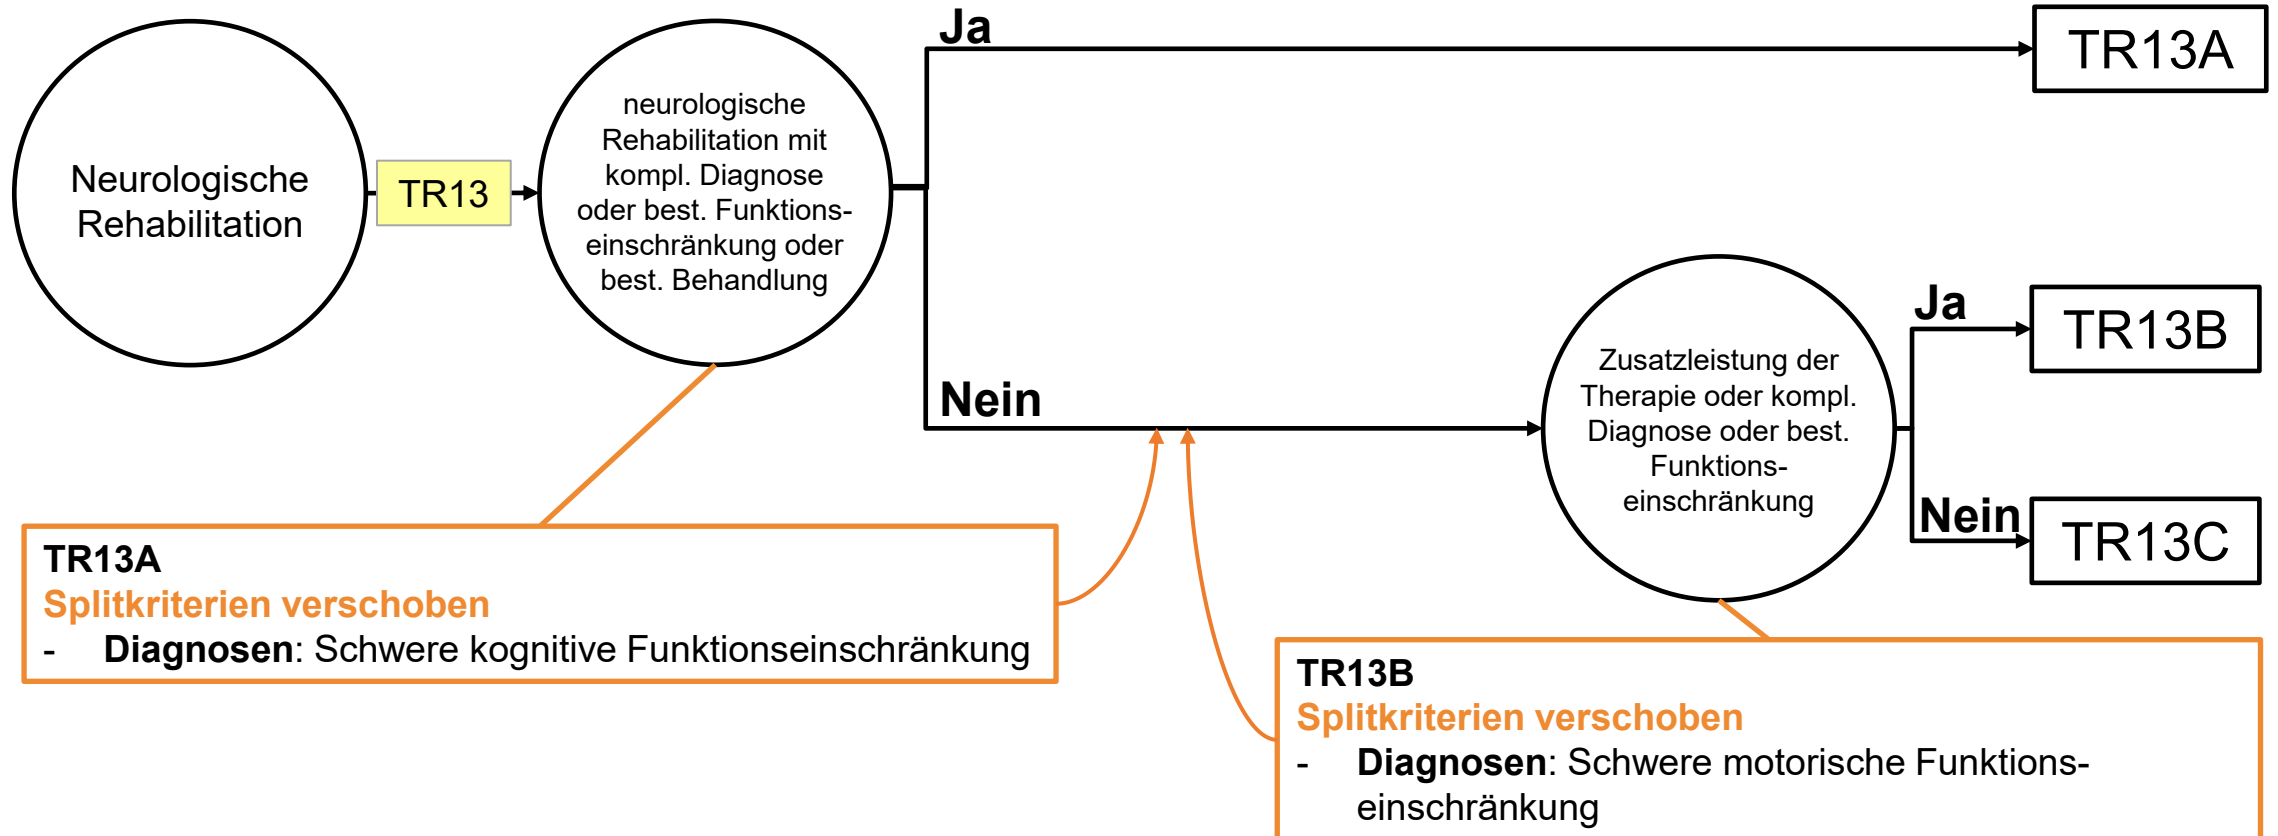 Neurologische
Rehabilitation
TR13
neurologische
Rehabilitation mit
kompl. Diagnose
oder best. Funktions-
einschränkung oder
best. Behandlung
Ja
TR13A
Nein
Zusatzleistung der
Therapie oder kompl.
Diagnose oder best.
Funktions-
einschränkung
Ja
TR13B
Nein
TR13C
TR13A
Splitkriterien verschoben
- Diagnosen: Schwere kognitive Funktionseinschränkung
TR13B
Splitkriterien verschoben
- Diagnosen: Schwere motorische Funktions-
einschränkung